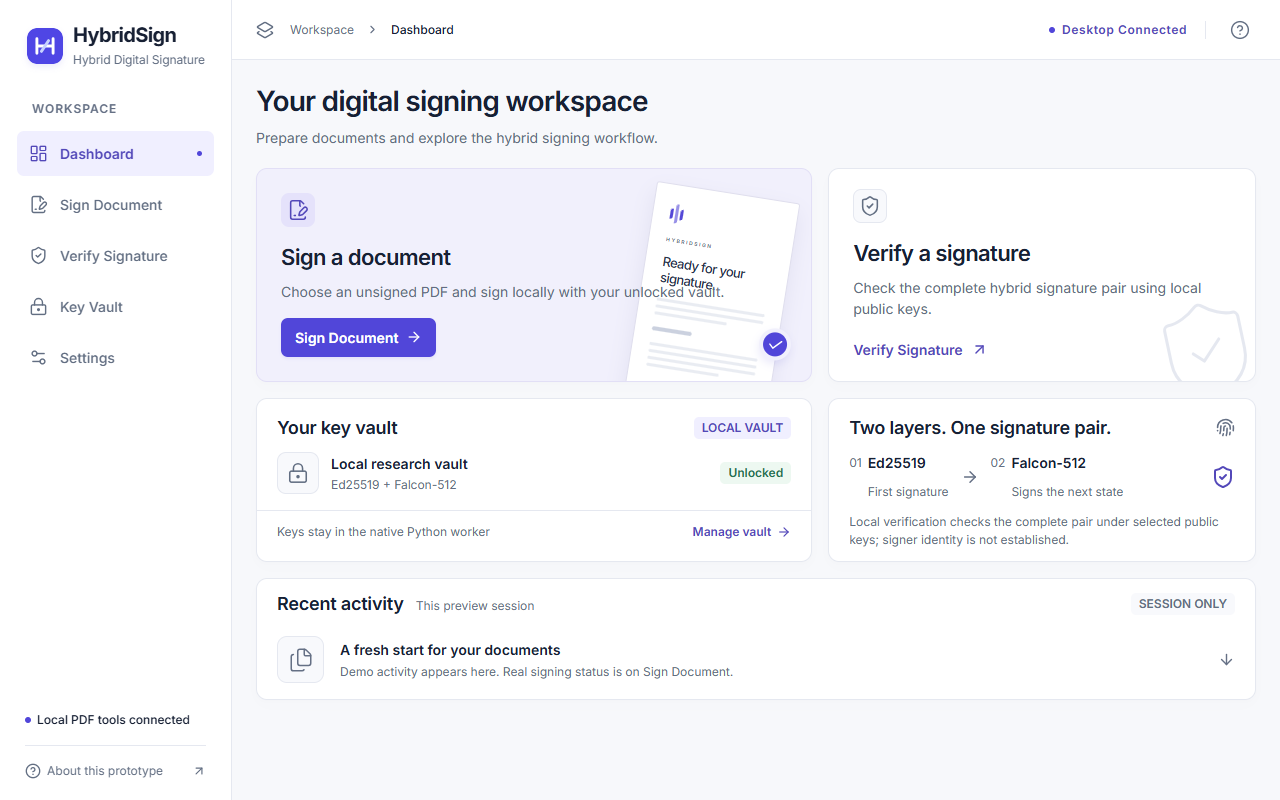 HybridSign
Hybrid Digital Signature
WORKSPACE
Dashboard
Sign Document
Verify Signature
Key Vault
Settings
Local PDF tools connected
About this prototype
Workspace
Dashboard
Desktop Connected
Your digital signing workspace
Prepare documents and explore the hybrid signing workflow.
Sign a document
Choose an unsigned PDF and sign locally with your unlocked vault.
Sign Document
HYBRIDSIGN
Ready for your
signature
Verify a signature
Check the complete hybrid signature pair using local
public keys.
Verify Signature
Your key vault
LOCAL VAULT
Local research vault
Ed25519 + Falcon-512
Unlocked
Keys stay in the native Python worker
Manage vault
Two layers. One signature pair.
01 Ed25519
First signature
02 Falcon-512
Signs the next state
Local verification checks the complete pair under selected public
keys; signer identity is not established.
Recent activity
This preview session
SESSION ONLY
A fresh start for your documents
Demo activity appears here. Real signing status is on Sign Document.